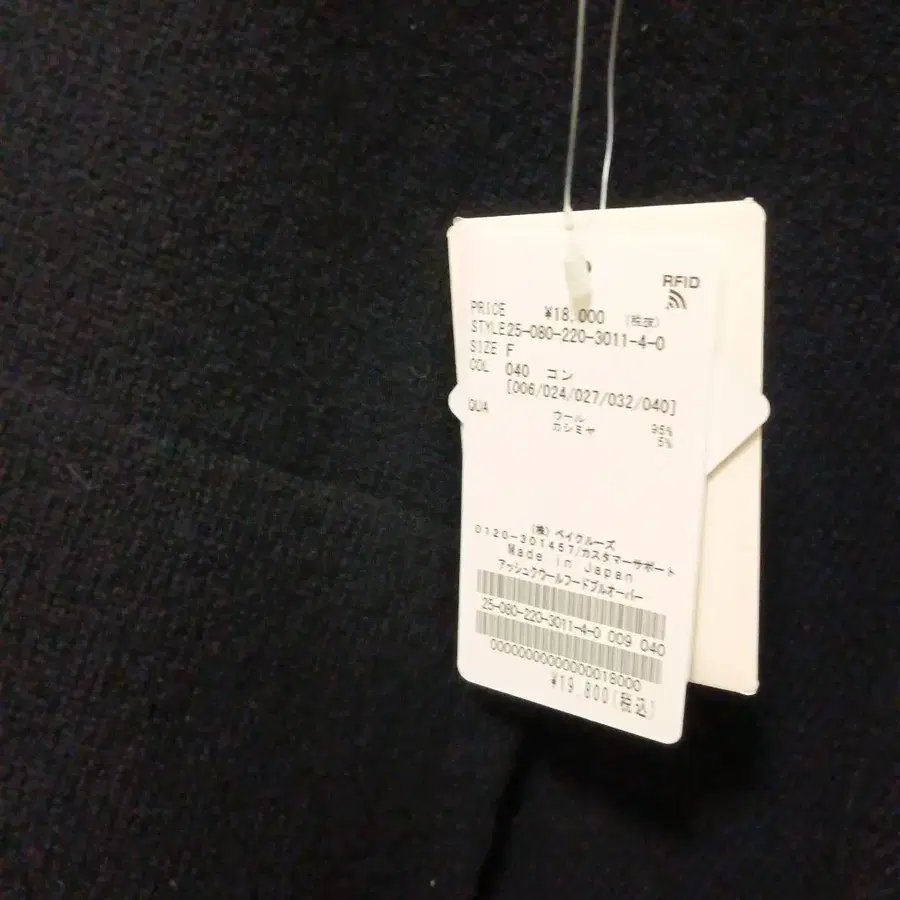 RFID
PRICE ¥18,000 (税抜)
STYLE 25-080-220-3011-4-0
SIZE F
COL 040 コン
[006/024/027/032/040]
QUA ウール 95%
カシミヤ 5%
(株) ベイクルーズ
0120-301457/カスタマーサポート
Made in Japan
アッシュクウールフードプルオーバー
25-080-220-3011-4-0 009 040
0000000000000018000
¥19,800(税込)